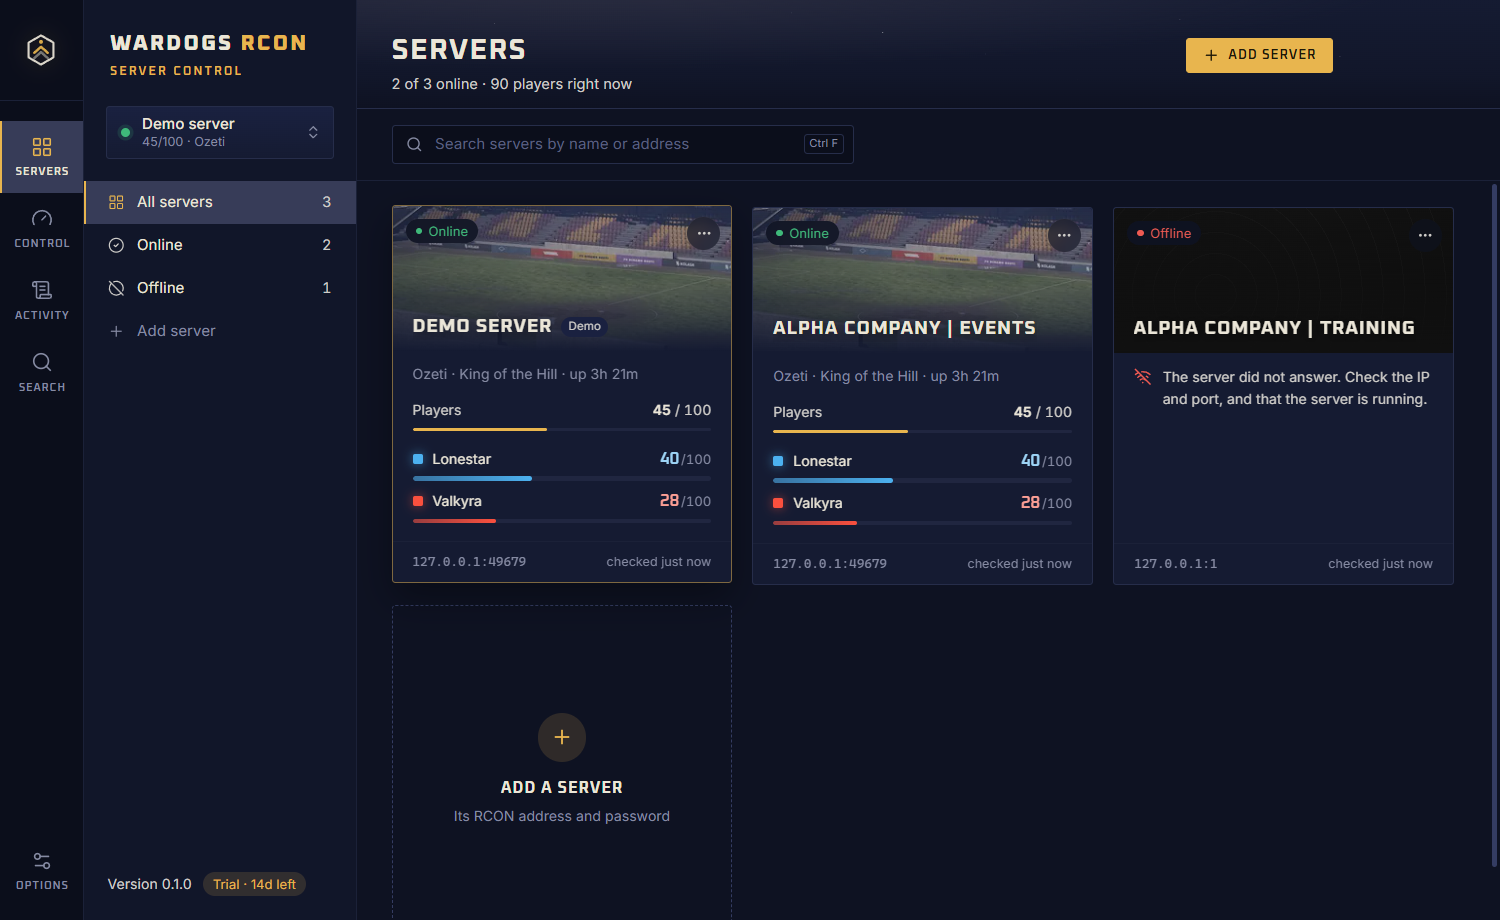 WARDOGS RCON
SERVER CONTROL
Demo server
45/100 · Ozeti
SERVERS
CONTROL
ACTIVITY
SEARCH
OPTIONS
All servers 3
Online 2
Offline 1
Add server
Version 0.1.0 Trial · 14d left
SERVERS
2 of 3 online · 90 players right now
ADD SERVER
Search servers by name or address Ctrl F
Online
DEMO SERVER Demo
Ozeti · King of the Hill · up 3h 21m
Players 45 / 100
Lonestar 40/100
Valkyra 28/100
127.0.0.1:49679 checked just now
Online
ALPHA COMPANY | EVENTS
Ozeti · King of the Hill · up 3h 21m
Players 45 / 100
Lonestar 40/100
Valkyra 28/100
127.0.0.1:49679 checked just now
Offline
ALPHA COMPANY | TRAINING
The server did not answer. Check the IP
and port, and that the server is running.
127.0.0.1:1 checked just now
ADD A SERVER
Its RCON address and password